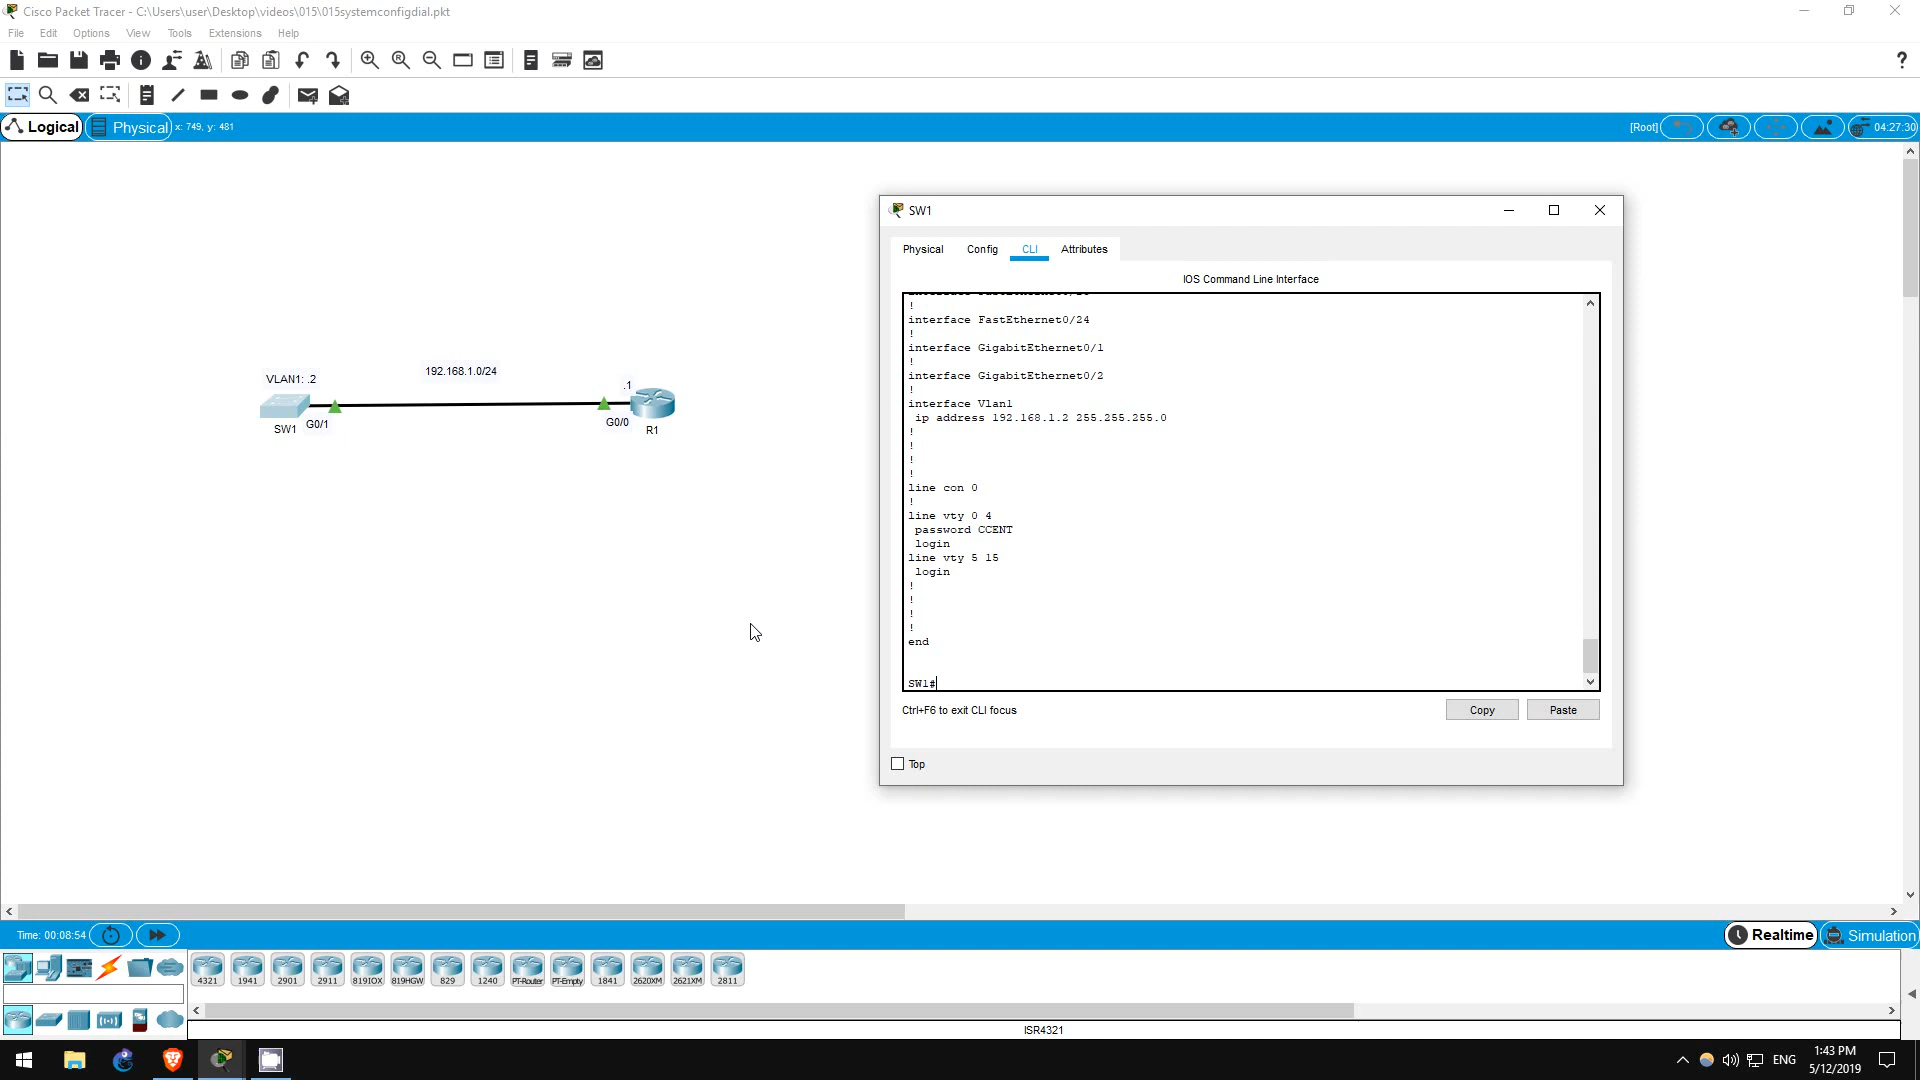 Cisco Packet Tracer - C:\Users\user\Desktop\videos\015\015systemconfigdial.pkt
File Edit Options View Tools Extensions Help
?
Logical Physical x: 749, y: 481 [Root] 04:27:30
SW1
Physical Config CLI Attributes
IOS Command Line Interface
!
interface FastEthernet0/24
!
interface GigabitEthernet0/1
!
interface GigabitEthernet0/2
!
interface Vlan1
ip address 192.168.1.2 255.255.255.0
!
!
!
!
line con 0
!
line vty 0 4
password CCENT
login
line vty 5 15
login
!
!
!
!
end
SW1#
Ctrl+F6 to exit CLI focus Copy Paste
Top
192.168.1.0/24
VLAN1: .2
.1
G0/1
G0/0
SW1
R1
Time: 00:08:54 Realtime Simulation
4321 1941 2901 2911 819IOX 819HGW 829 1240 PT-Router PT-Empty 1841 2620XM 2621XM 2811
ISR4321
ENG
1:43 PM
5/12/2019